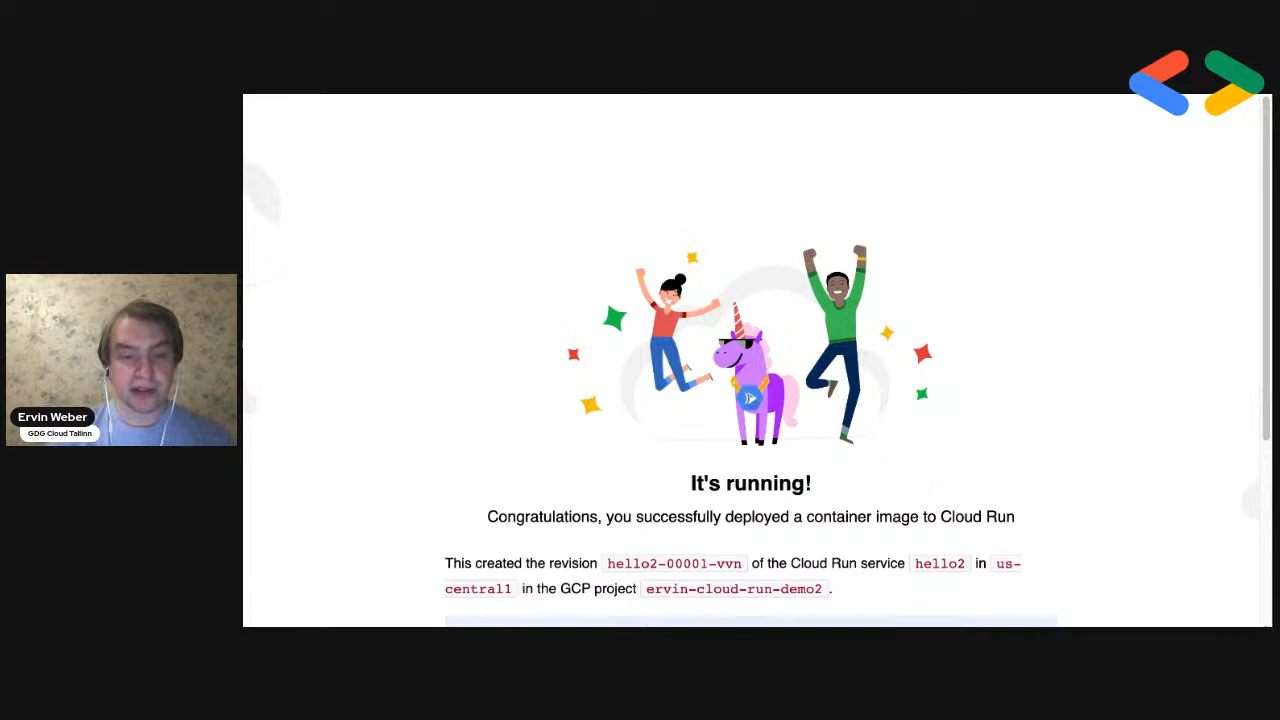 Ervin Weber
GDG Cloud Tallinn
It's running!
Congratulations, you successfully deployed a container image to Cloud Run
This created the revision hello2-00001-vvn of the Cloud Run service hello2 in us-
central1 in the GCP project ervin-cloud-run-demo2.